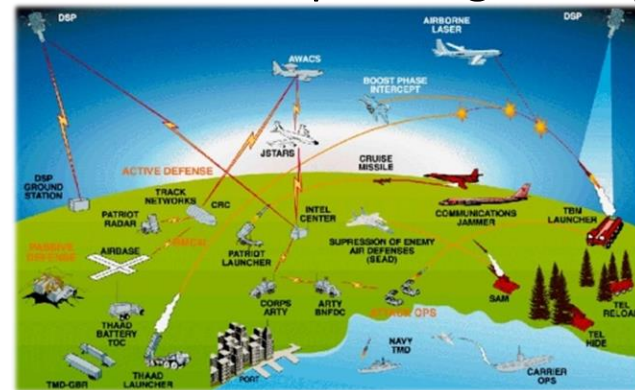 DSP
AIRBORNE
LASER
DSP
AWACS
BOOST PHASE
INTERCEPT
JSTARS
CRUISE
MISSILE
ACTIVE DEFENSE
DSP
GROUND
STATION
TRACK
NETWORKS
CRC
INTEL
CENTER
COMMUNICATIONS
JAMMER
TBM
LAUNCHER
PATRIOT
RADAR
PATRIOT
LAUNCHER
SUPRESSION OF ENEMY
AIR DEFENSES
(SEAD)
PASSIVE
DEFENSE
AIRBASE
CORPS
ARTY
ARTY
BNFDC
ATTACK OPS
SAM
TEL
RELOAD
TEL
HIDE
THAAD
BATTERY
TOC
NAVY
TMD
CARRIER
OPS
TMD-GBR
THAAD
LAUNCHER
PORT